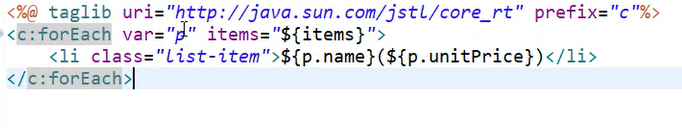 <%@ taglib uri="http://java.sun.com/jstl/core_rt" prefix="c"%>
<c:forEach var="p" items="${items}">
    <li class="list-item">${p.name}(${p.unitPrice})</li>
</c:forEach>